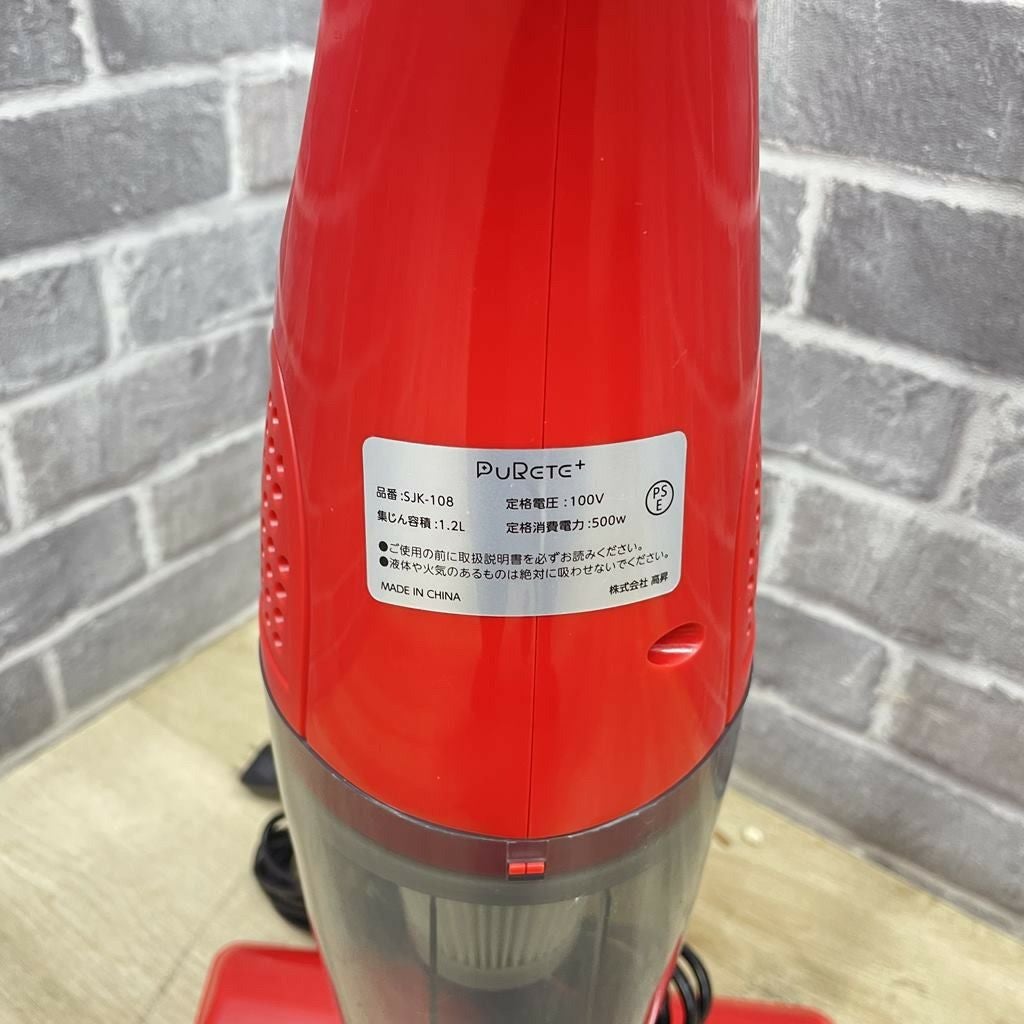 PURETE+
品番:SJK-108 定格電圧:100V
集じん容積:1.2L 定格消費電力:500w
PS
E
●ご使用の前に取扱説明書を必ずお読みください。
●液体や火気のあるものは絶対に吸わせないでください。
MADE IN CHINA 株式会社 高昇